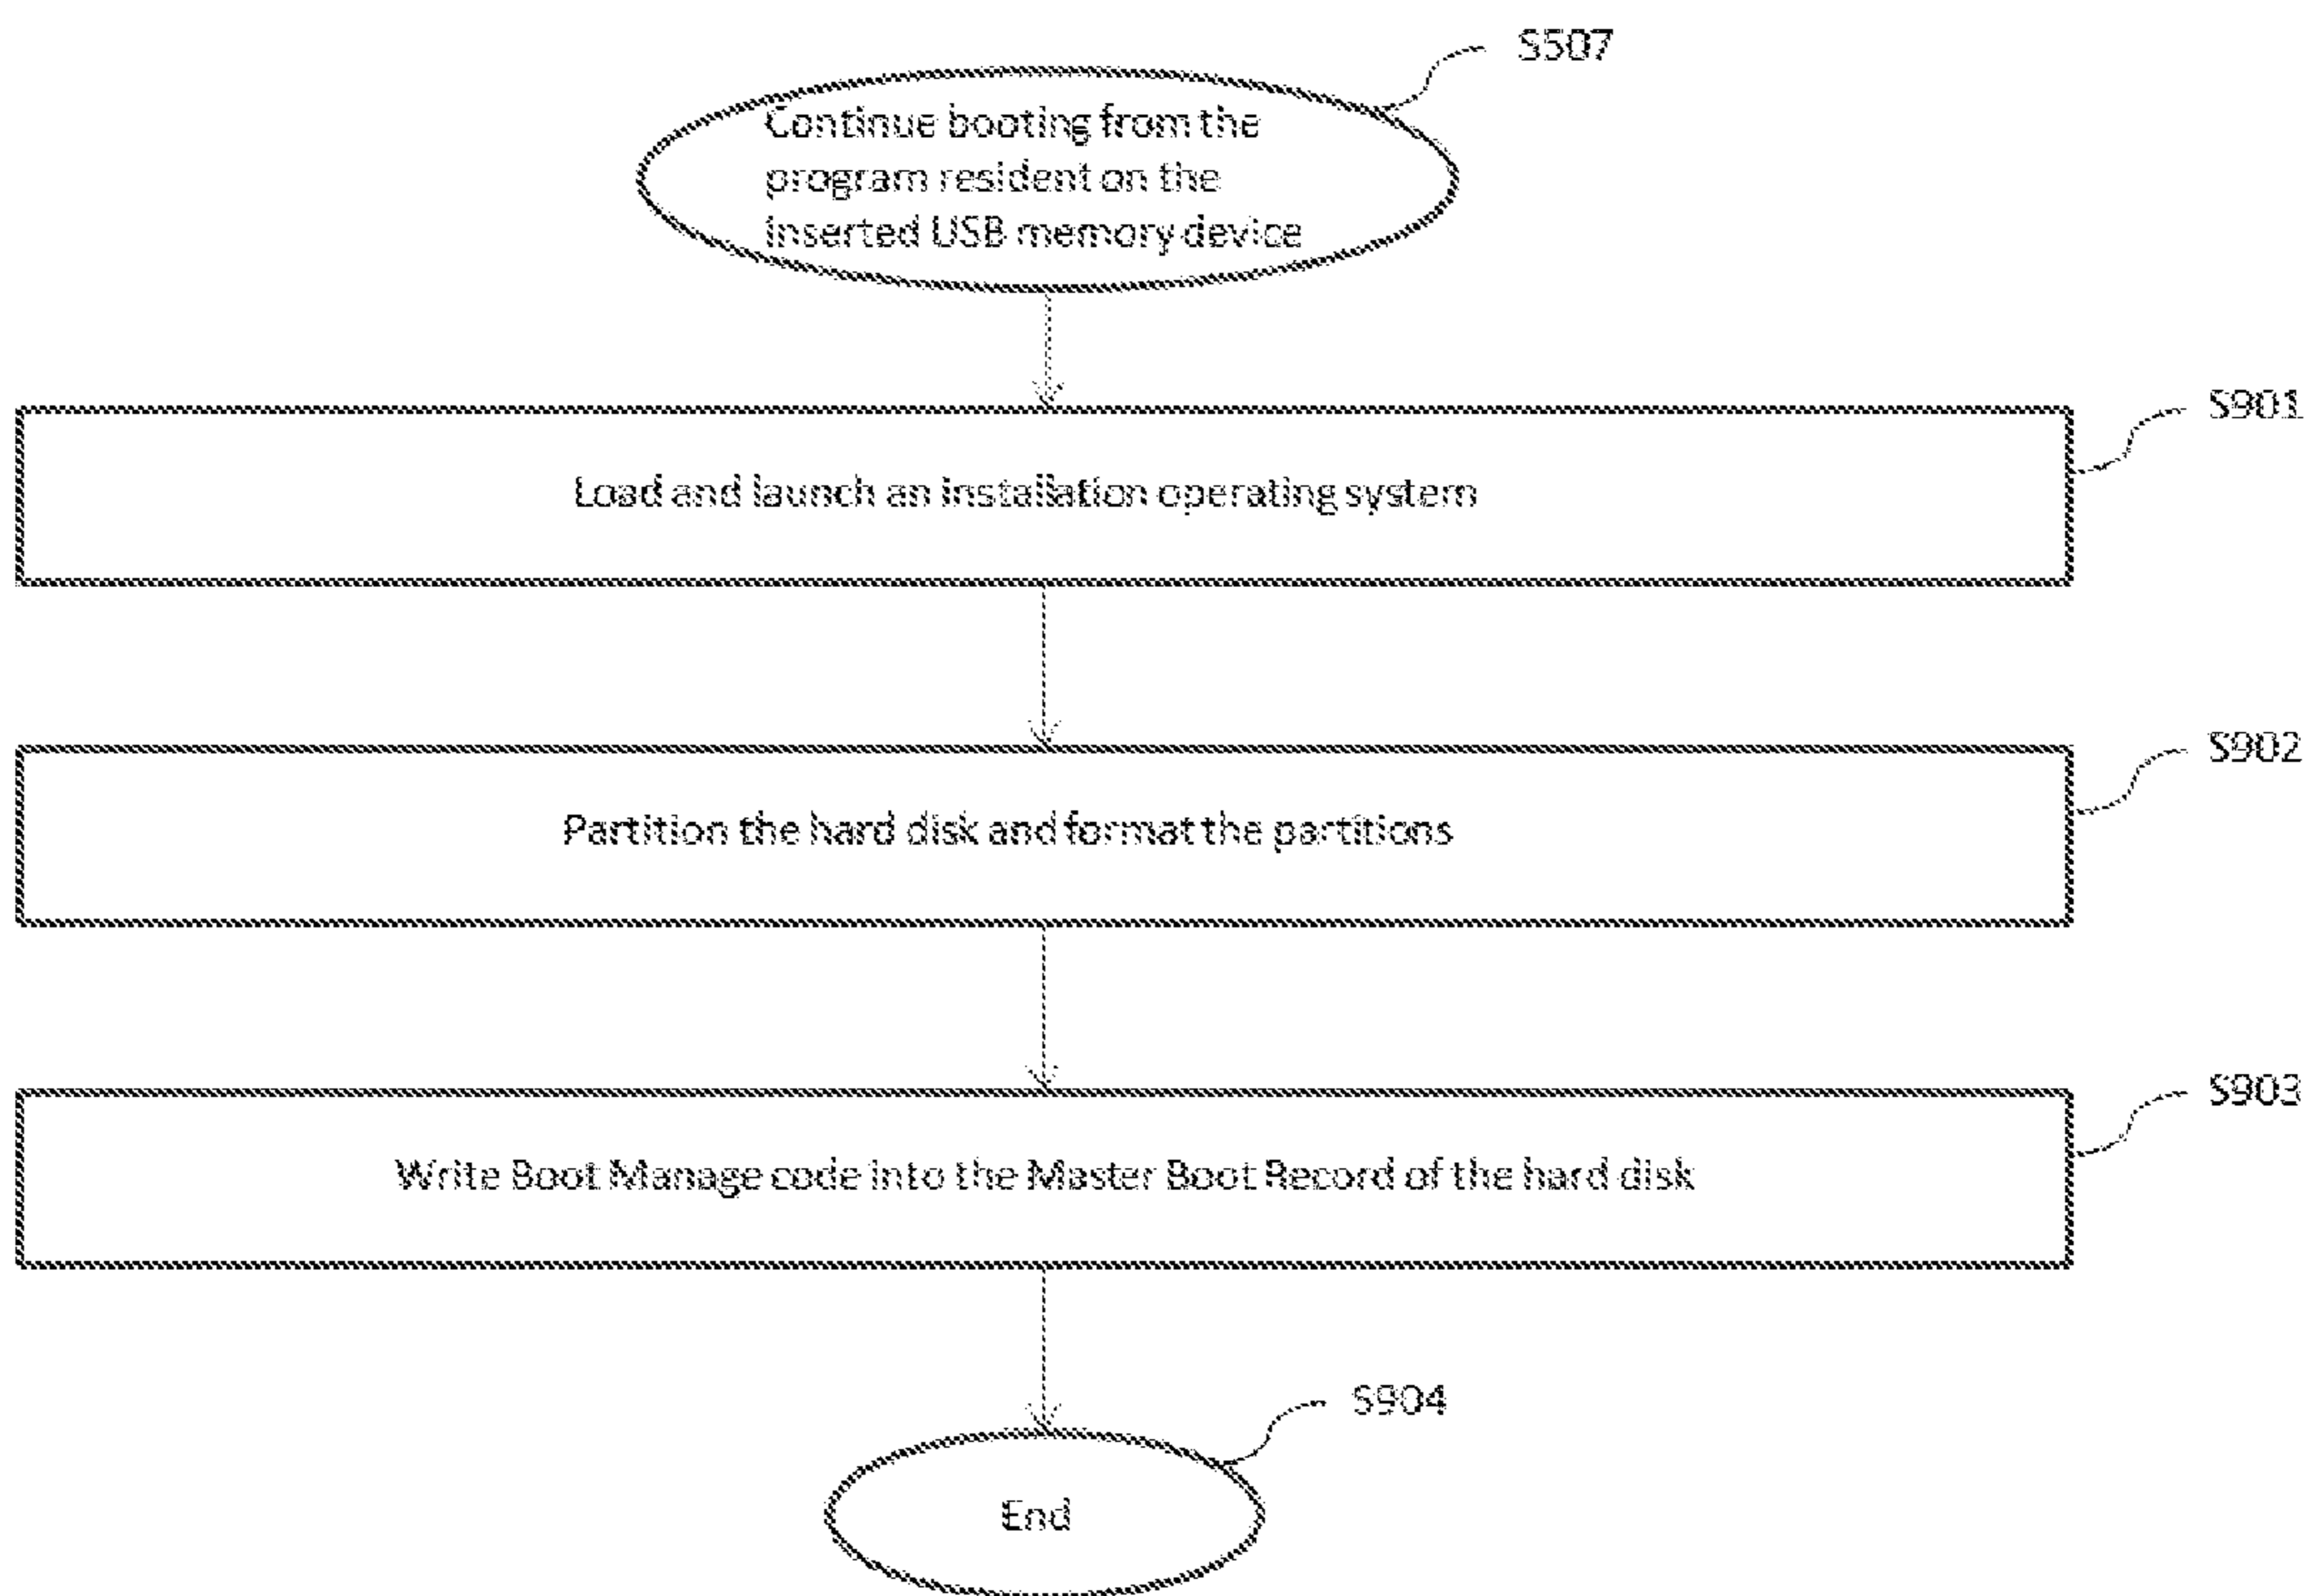 S507
Continue booting from the
program resident on the
inserted USB memory device
S901
Load and launch an installation operating system
S902
Partition the hard disk and format the partitions
S903
Write Boot Manage code into the Master Boot Record of the hard disk
S904
End